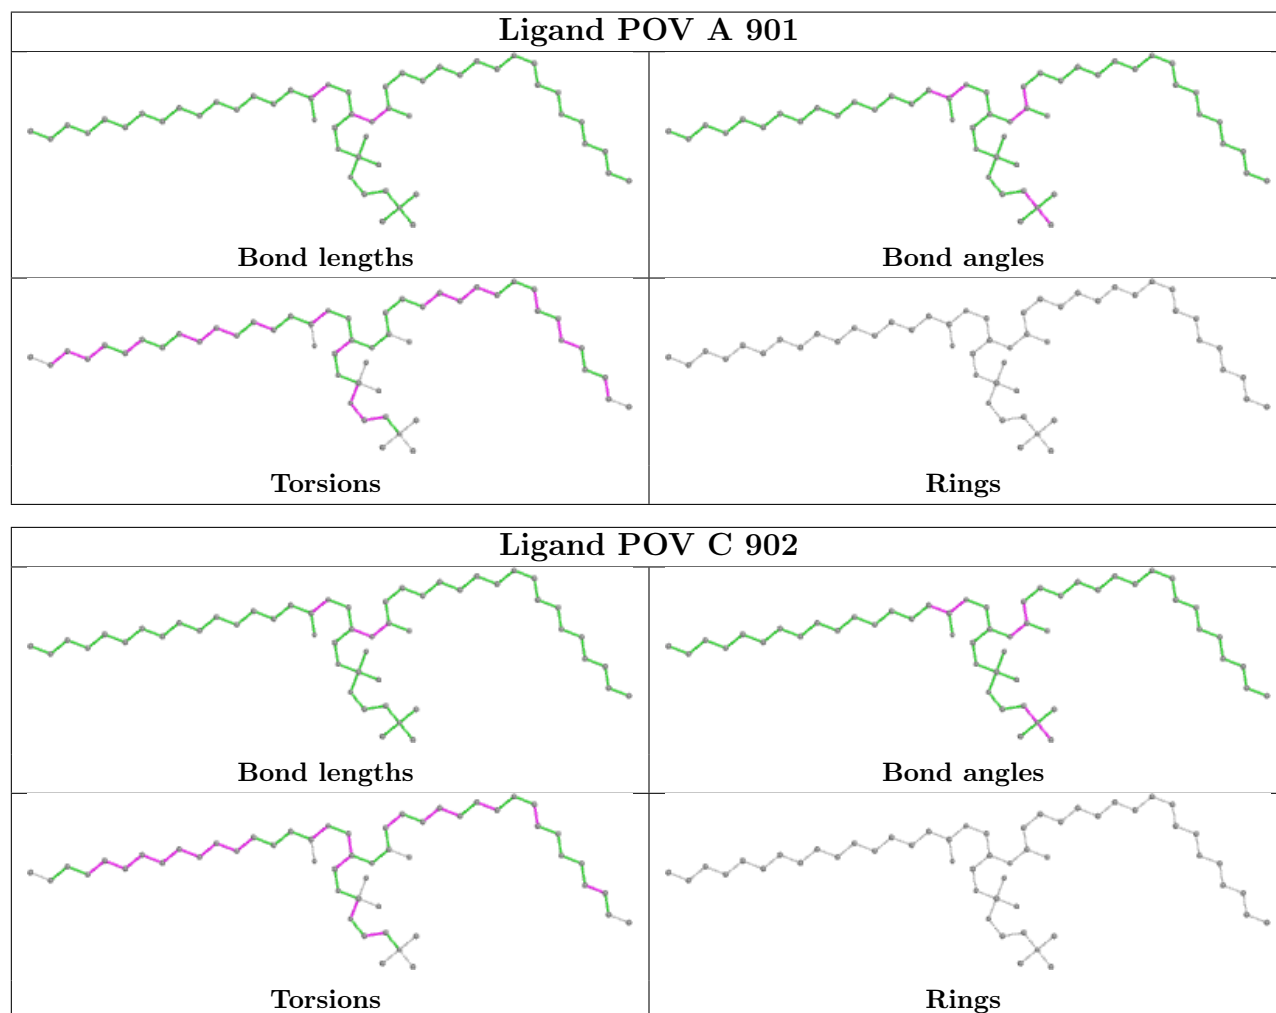 Ligand POV A 901
Bond lengths
Bond angles
Torsions
Rings
Ligand POV C 902
Bond lengths
Bond angles
Torsions
Rings